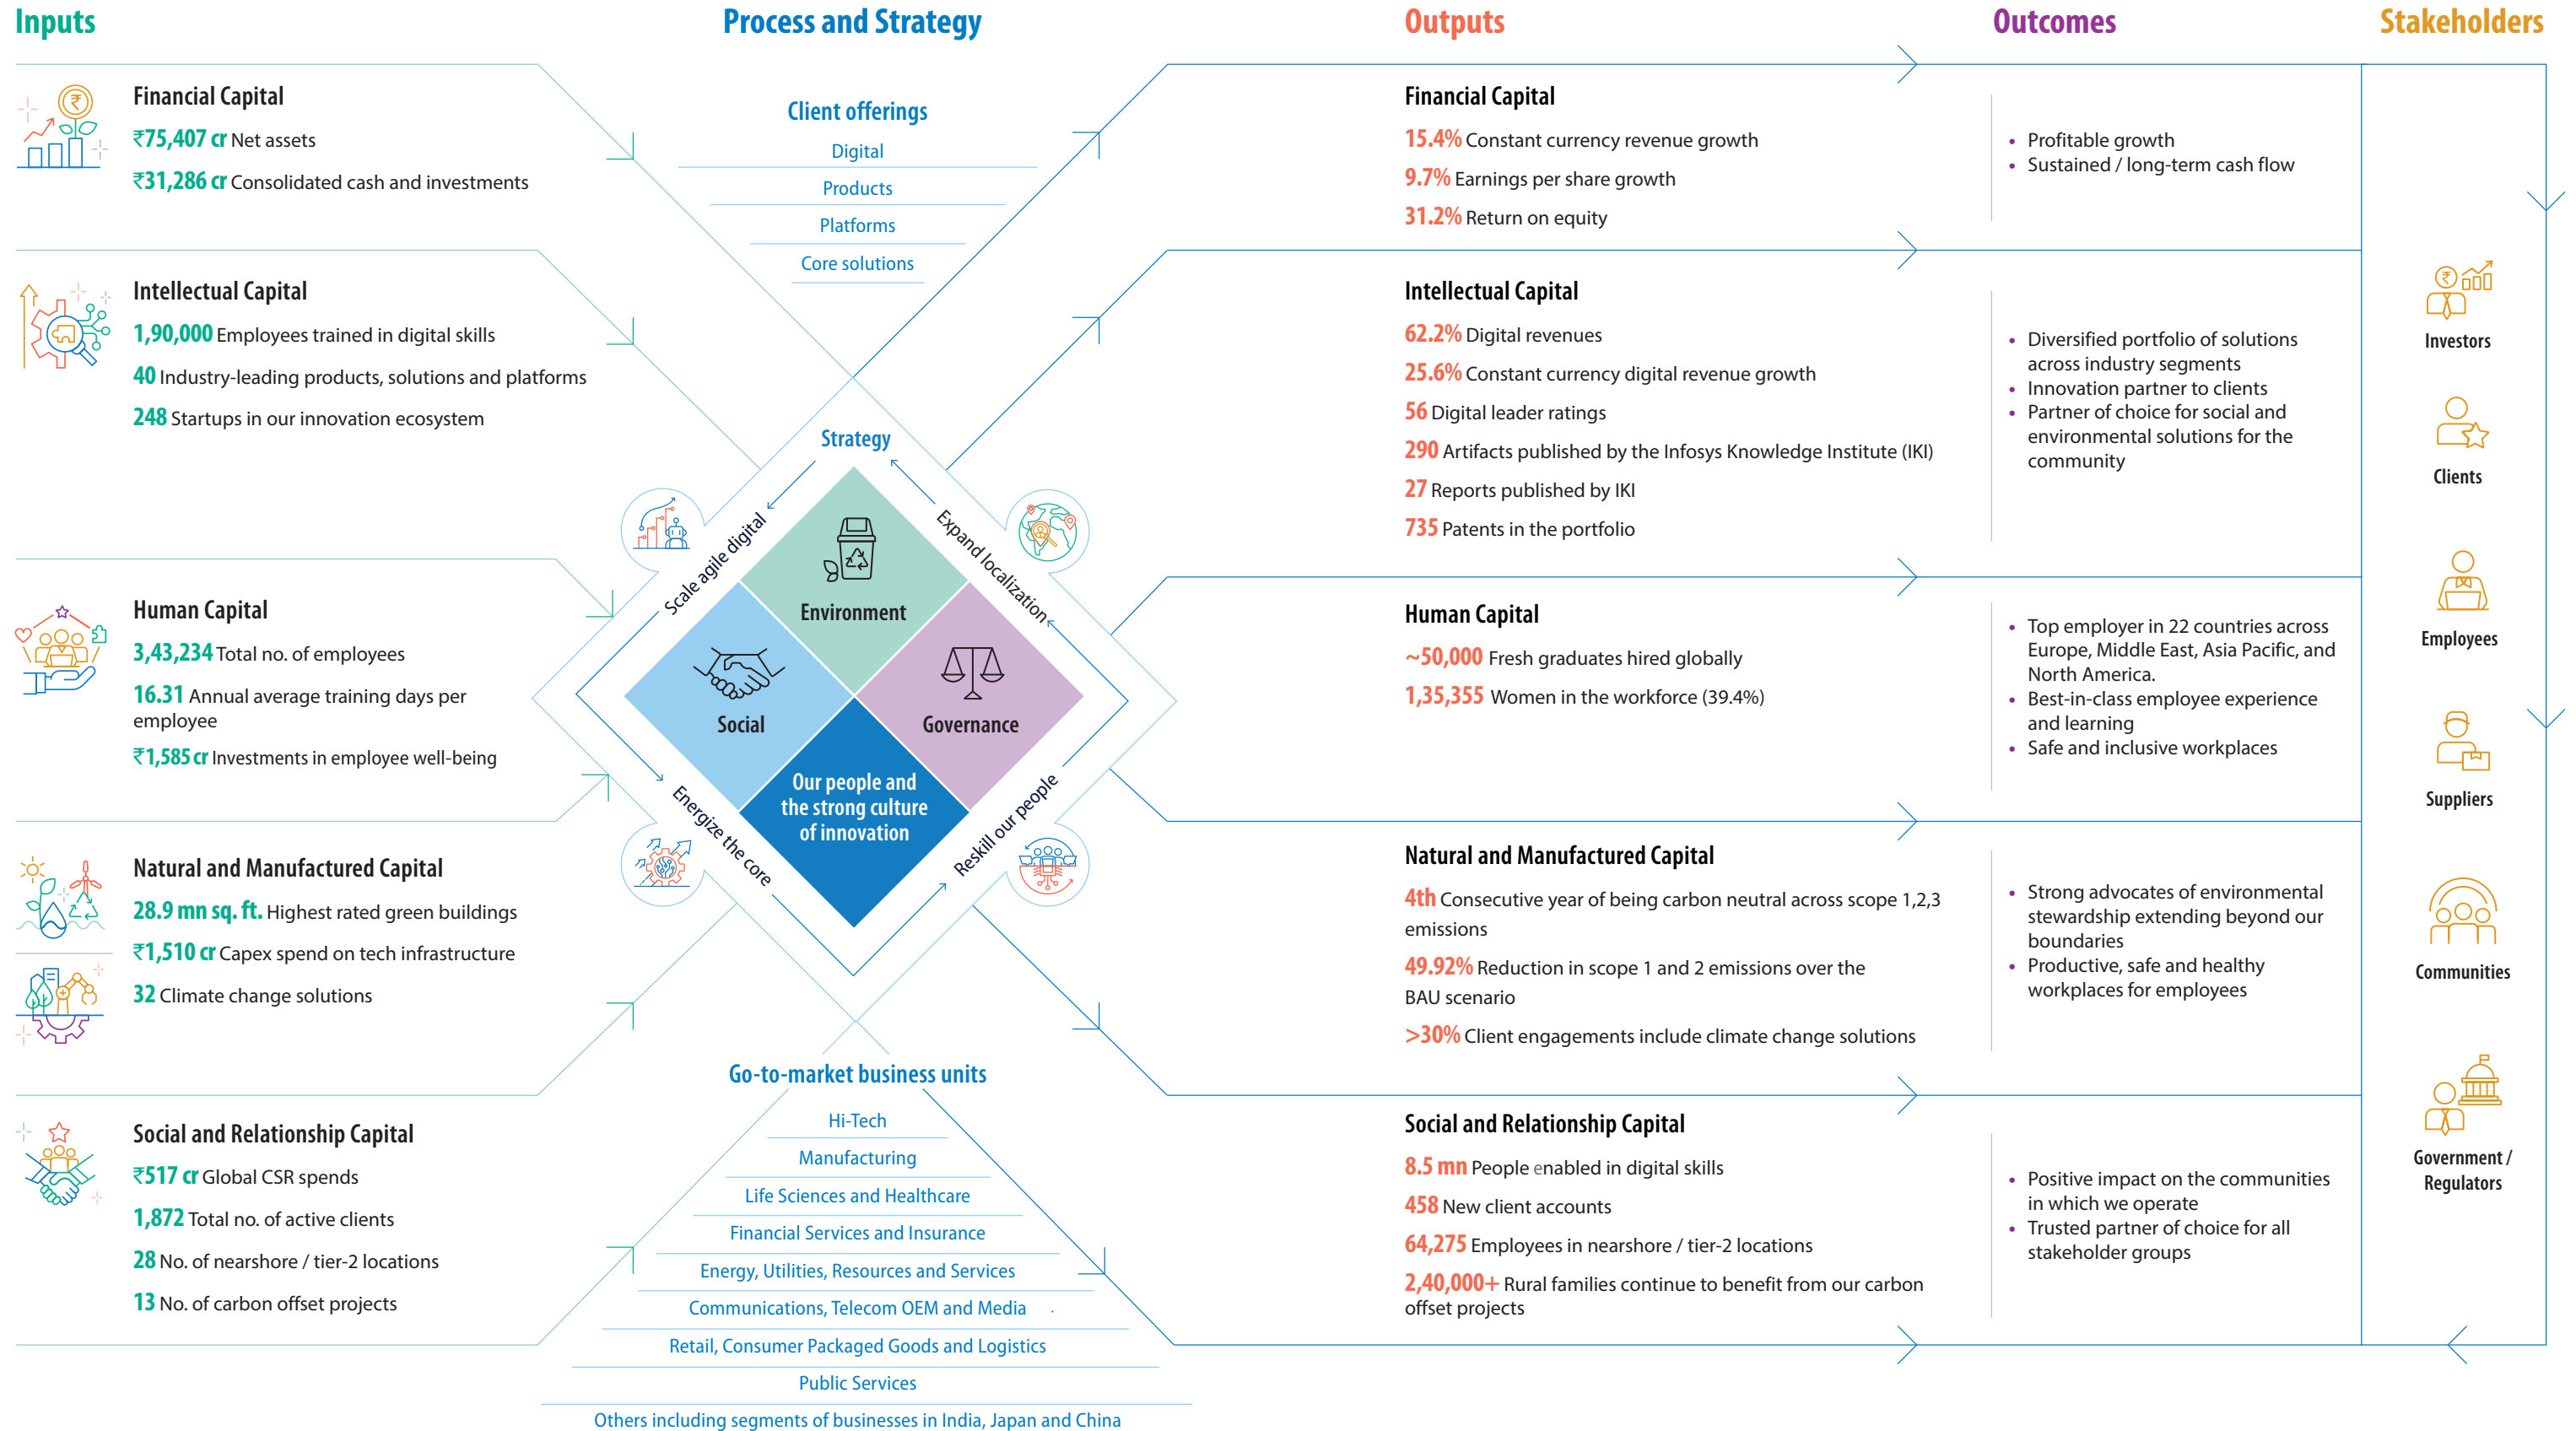 Inputs
Financial Capital
₹75,407 cr Net assets
₹31,286 cr Consolidated cash and investments
Intellectual Capital
1,90,000 Employees trained in digital skills
40 Industry-leading products, solutions and platforms
248 Startups in our innovation ecosystem
Human Capital
3,43,234 Total no. of employees
16.31 Annual average training days per
employee
₹1,585 cr Investments in employee well-being
Natural and Manufactured Capital
28.9 mn sq. ft. Highest rated green buildings
₹1,510 cr Capex spend on tech infrastructure
32 Climate change solutions
Social and Relationship Capital
₹517 cr Global CSR spends
1,872 Total no. of active clients
28 No. of nearshore / tier-2 locations
13 No. of carbon offset projects
Process and Strategy
Client offerings
Digital
Products
Platforms
Core solutions
Strategy
Scale agile digital
Expand localization
Environment
Social
Governance
Our people and
the strong culture
of innovation
Energize the core
Reskill our people
Go-to-market business units
Hi-Tech
Manufacturing
Life Sciences and Healthcare
Financial Services and Insurance
Energy, Utilities, Resources and Services
Communications, Telecom OEM and Media
Retail, Consumer Packaged Goods and Logistics
Public Services
Others including segments of businesses in India, Japan and China
Outputs
Financial Capital
15.4% Constant currency revenue growth
9.7% Earnings per share growth
31.2% Return on equity
Intellectual Capital
62.2% Digital revenues
25.6% Constant currency digital revenue growth
56 Digital leader ratings
290 Artifacts published by the Infosys Knowledge Institute (IKI)
27 Reports published by IKI
735 Patents in the portfolio
Human Capital
~50,000 Fresh graduates hired globally
1,35,355 Women in the workforce (39.4%)
Natural and Manufactured Capital
4th Consecutive year of being carbon neutral across scope 1,2,3
emissions
49.92% Reduction in scope 1 and 2 emissions over the
BAU scenario
>30% Client engagements include climate change solutions
Social and Relationship Capital
8.5 mn People enabled in digital skills
458 New client accounts
64,275 Employees in nearshore / tier-2 locations
2,40,000+ Rural families continue to benefit from our carbon
offset projects
Outcomes
• Profitable growth
• Sustained / long-term cash flow
• Diversified portfolio of solutions
across industry segments
• Innovation partner to clients
• Partner of choice for social and
environmental solutions for the
community
• Top employer in 22 countries across
Europe, Middle East, Asia Pacific, and
North America.
• Best-in-class employee experience
and learning
• Safe and inclusive workplaces
• Strong advocates of environmental
stewardship extending beyond our
boundaries
• Productive, safe and healthy
workplaces for employees
• Positive impact on the communities
in which we operate
• Trusted partner of choice for all
stakeholder groups
Stakeholders
Investors
Clients
Employees
Suppliers
Communities
Government /
Regulators